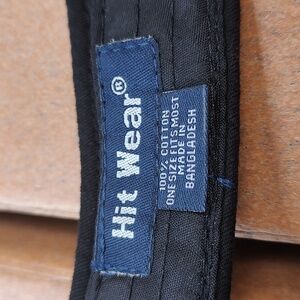 Hit Wear®
100% COTTON
ONE SIZE FITS MOST
MADE IN
BANGLADESH